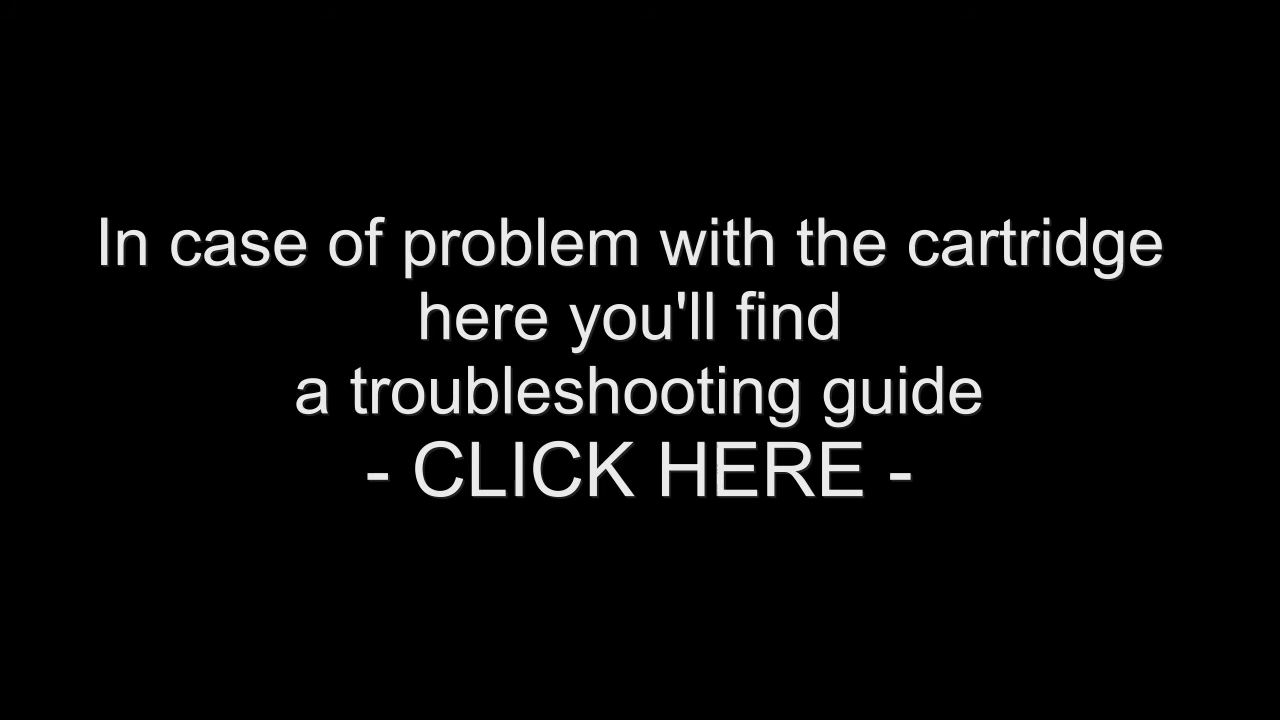 In case of problem with the cartridge
here you'll find
a troubleshooting guide
- CLICK HERE -